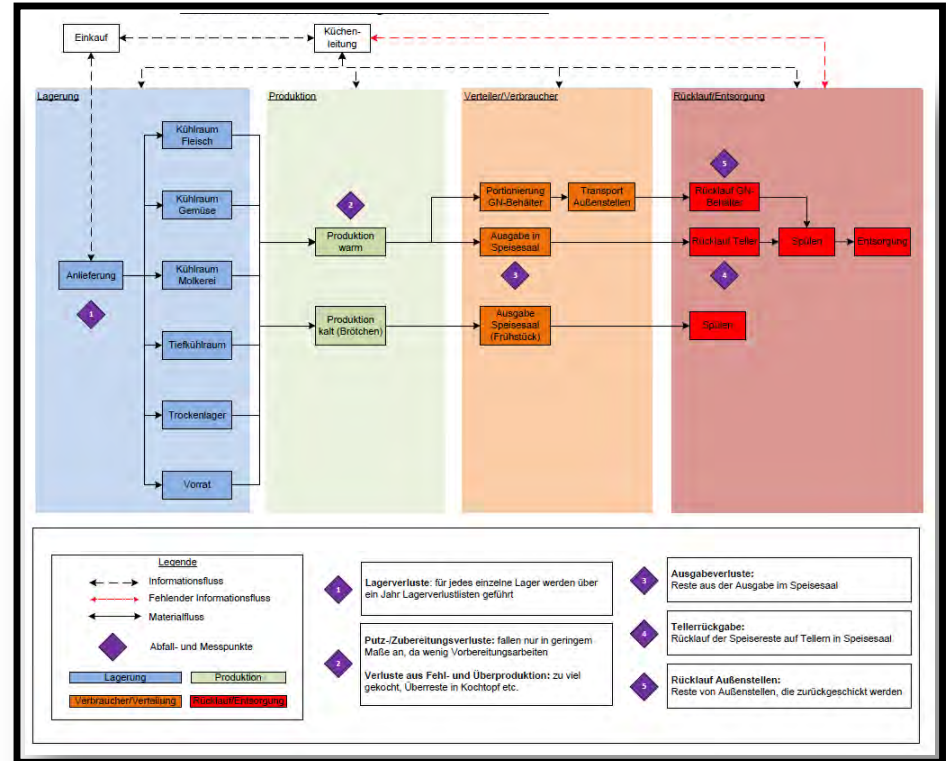 Einkauf
Küchen-
leitung
Lagerung
Produktion
Verteiler/Verbraucher
Rücklauf/Entsorgung
Kühlraum
Fleisch
Kühlraum
Gemüse
Kühlraum
Molkerei
Tiefkühlraum
Trockenlager
Vorrat
Anlieferung
1
2
Produktion
warm
Produktion
kalt (Brötchen)
Portionierung
GN-Behälter
Transport
Außenstellen
Ausgabe in
Speisesaal
3
Ausgabe
Speisesaal
(Frühstück)
5
Rücklauf GN-
Behälter
Rücklauf Teller
Spülen
Entsorgung
4
Spülen
Legende
Informationsfluss
Fehlender Informationsfluss
Materialfluss
Abfall- und Messpunkte
Lagerung
Produktion
Verbraucher/Verteilung
Rücklauf/Entsorgung
1
Lagerverluste: für jedes einzelne Lager werden über
ein Jahr Lagerverlustlisten geführt
2
Putz-/Zubereitungsverluste: fallen nur in geringem
Maße an, da wenig Vorbereitungsarbeiten
Verluste aus Fehl- und Überproduktion: zu viel
gekocht, Überreste in Kochtopf etc.
3
Ausgabeverluste:
Reste aus der Ausgabe im Speisesaal
4
Tellerrückgabe:
Rücklauf der Speisereste auf Tellern in Speisesaal
5
Rücklauf Außenstellen:
Reste von Außenstellen, die zurückgeschickt werden